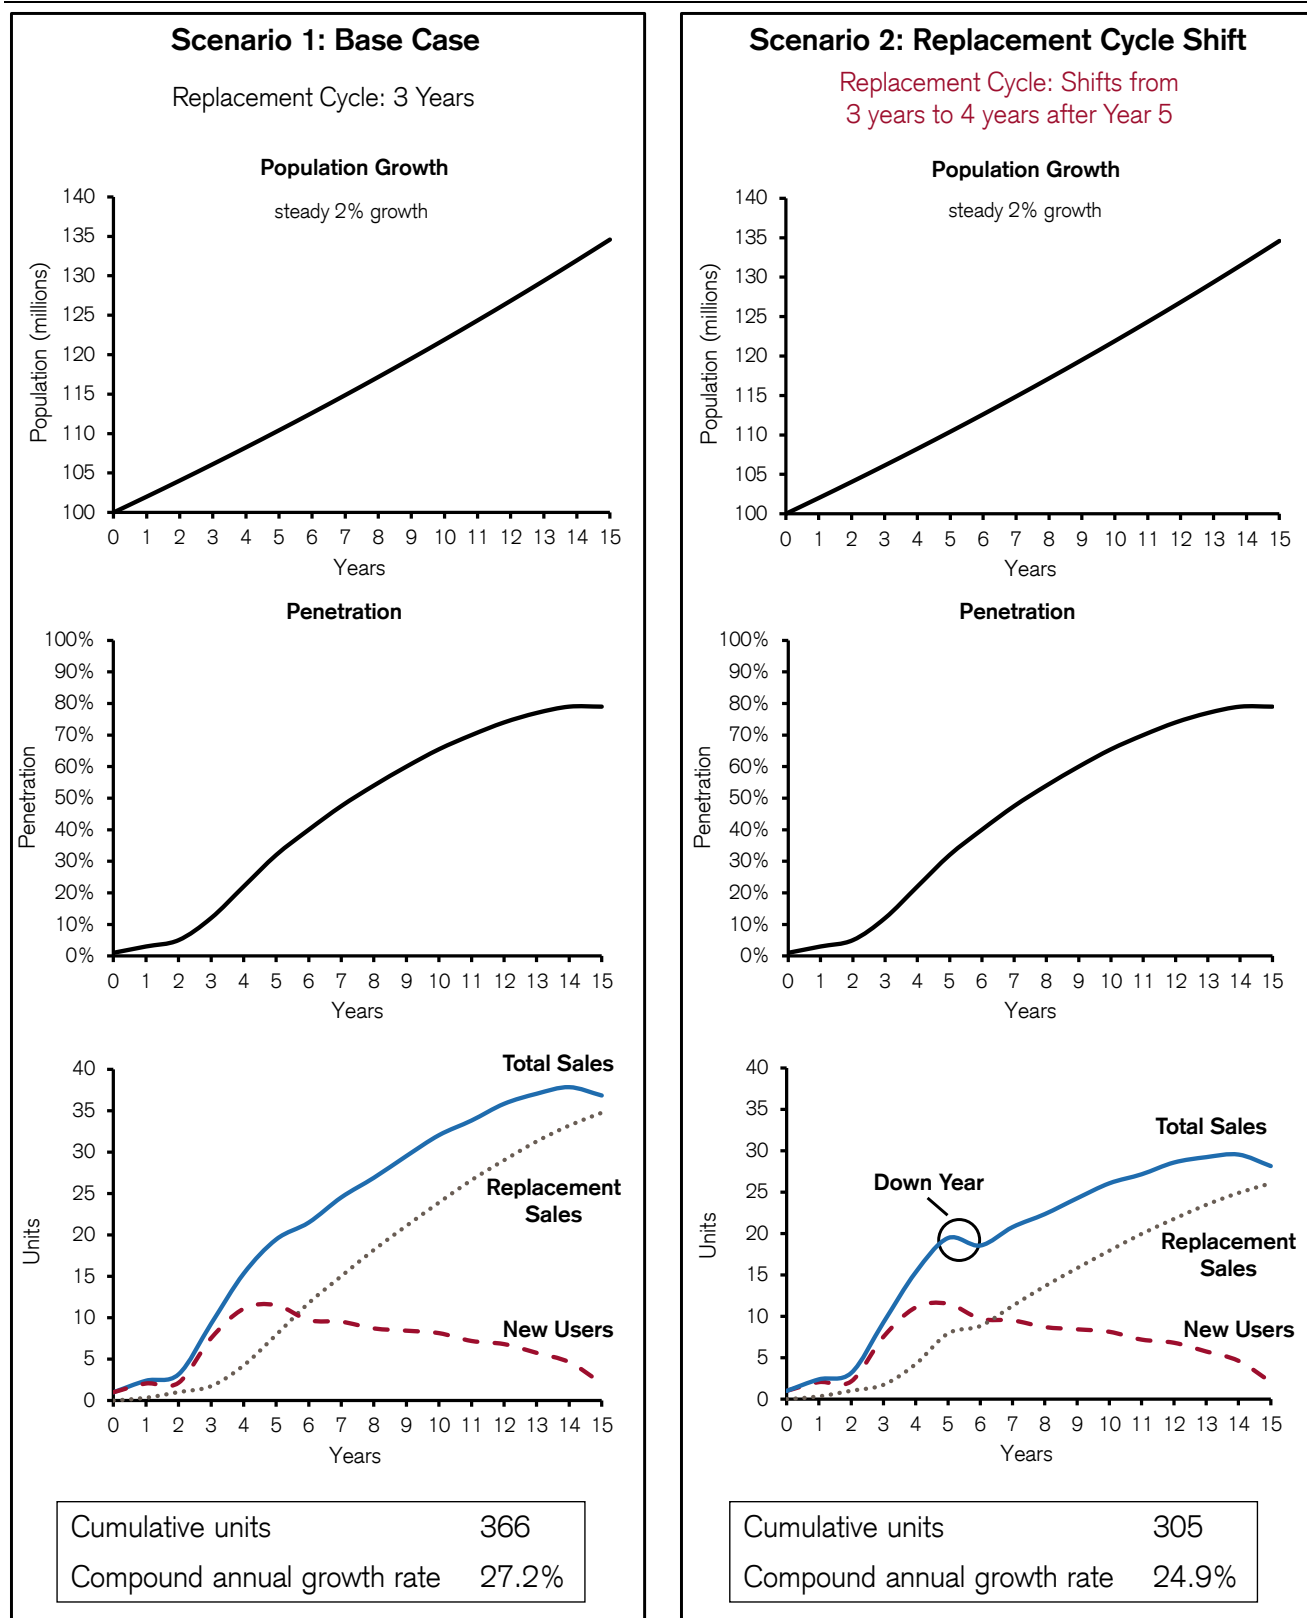 Scenario 1: Base Case
Replacement Cycle: 3 Years
Population Growth
steady 2% growth
Population (millions)
140
135
130
125
120
115
110
105
100
0 1 2 3 4 5 6 7 8 9 10 11 12 13 14 15
Years
Penetration
Penetration
100%
90%
80%
70%
60%
50%
40%
30%
20%
10%
0%
0 1 2 3 4 5 6 7 8 9 10 11 12 13 14 15
Years
Units
40
35
30
25
20
15
10
5
0
Total Sales
Replacement
Sales
New Users
0 1 2 3 4 5 6 7 8 9 10 11 12 13 14 15
Years
Cumulative units 366
Compound annual growth rate 27.2%
Scenario 2: Replacement Cycle Shift
Replacement Cycle: Shifts from
3 years to 4 years after Year 5
Population Growth
steady 2% growth
Population (millions)
140
135
130
125
120
115
110
105
100
0 1 2 3 4 5 6 7 8 9 10 11 12 13 14 15
Years
Penetration
Penetration
100%
90%
80%
70%
60%
50%
40%
30%
20%
10%
0%
0 1 2 3 4 5 6 7 8 9 10 11 12 13 14 15
Years
Units
40
35
30
25
20
15
10
5
0
Total Sales
Down Year
Replacement
Sales
New Users
0 1 2 3 4 5 6 7 8 9 10 11 12 13 14 15
Years
Cumulative units 305
Compound annual growth rate 24.9%